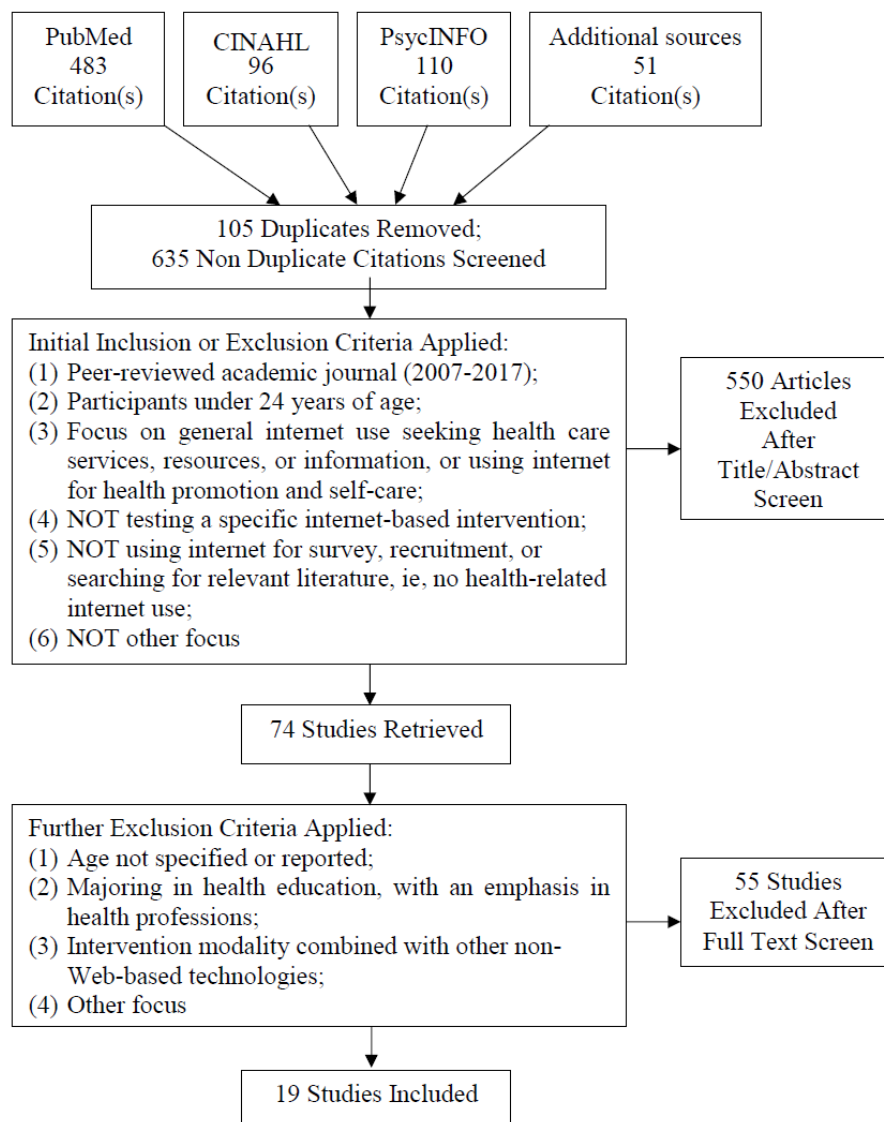 PubMed
483
Citation(s)
CINAHL
96
Citation(s)
PsycINFO
110
Citation(s)
Additional sources
51
Citation(s)
105 Duplicates Removed;
635 Non Duplicate Citations Screened
Initial Inclusion or Exclusion Criteria Applied:
(1) Peer-reviewed academic journal (2007-2017);
(2) Participants under 24 years of age;
(3) Focus on general internet use seeking health care
services, resources, or information, or using internet
for health promotion and self-care;
(4) NOT testing a specific internet-based intervention;
(5) NOT using internet for survey, recruitment, or
searching for relevant literature, ie, no health-related
internet use;
(6) NOT other focus
550 Articles
Excluded
After
Title/Abstract
Screen
74 Studies Retrieved
Further Exclusion Criteria Applied:
(1) Age not specified or reported;
(2) Majoring in health education, with an emphasis in
health professions;
(3) Intervention modality combined with other non-
Web-based technologies;
(4) Other focus
55 Studies
Excluded After
Full Text Screen
19 Studies Included